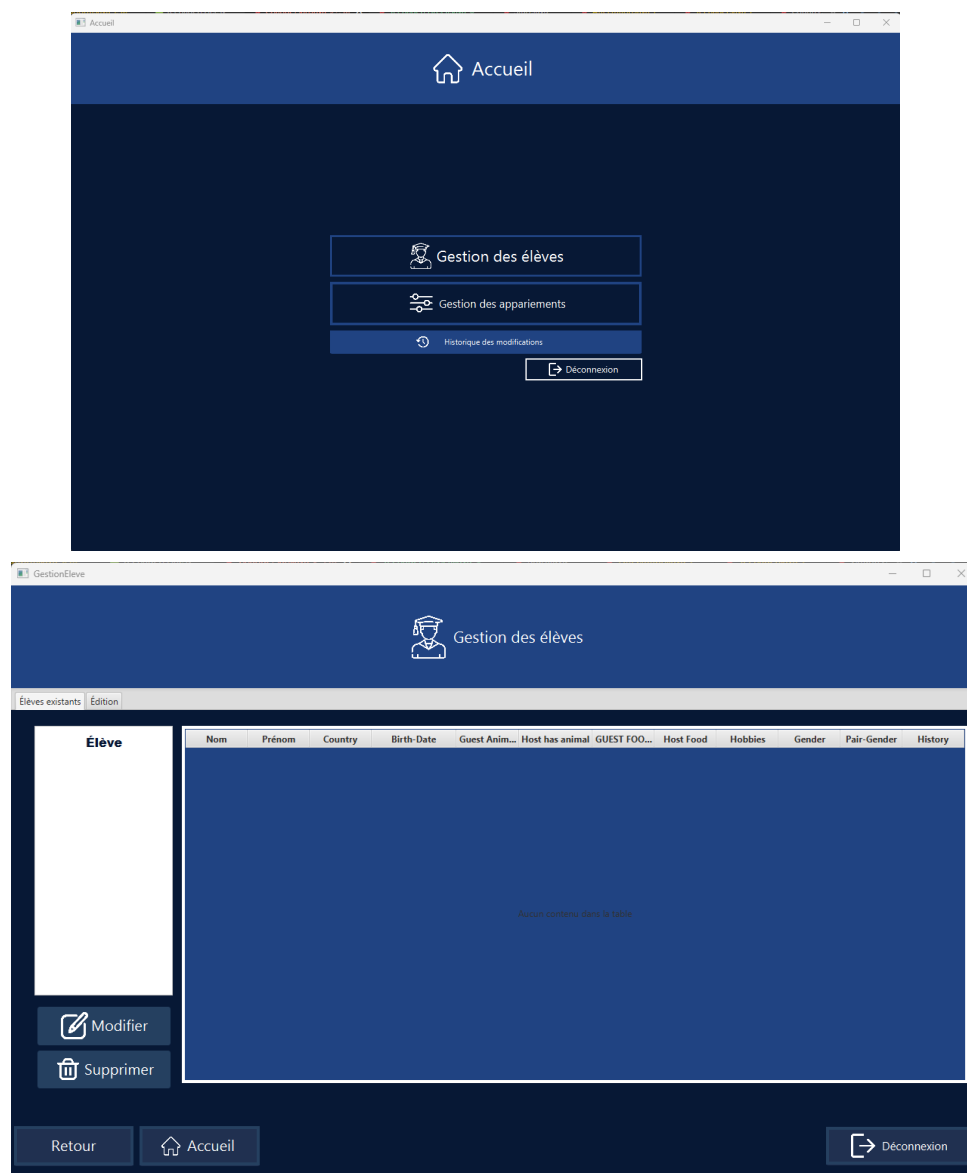 Accueil
Accueil
Gestion des élèves
Gestion des appariements
Historique des modifications
Déconnexion
GestionEleve
Gestion des élèves
Élèves existants Édition
Élève
Nom Prénom Country Birth-Date Guest Anim... Host has animal GUEST FOO... Host Food Hobbies Gender Pair-Gender History
Aucun contenu dans la table
Modifier
Supprimer
Retour Accueil Déconnexion